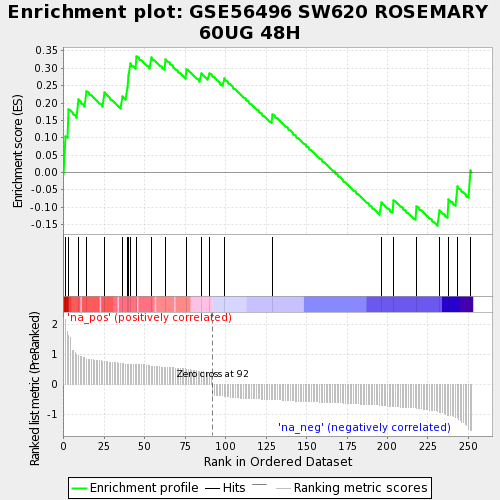 Enrichment plot: GSE56496 SW620 ROSEMARY
60UG 48H
Enrichment score (ES)
0.35
0.30
0.25
0.20
0.15
0.10
0.05
0.00
-0.05
-0.10
-0.15
'na_pos' (positively correlated)
Ranked list metric (PreRanked)
2
1
0
-1
Zero cross at 92
'na_neg' (negatively correlated)
0 25 50 75 100 125 150 175 200 225 250
Rank in Ordered Dataset
Enrichment profile Hits Ranking metric scores